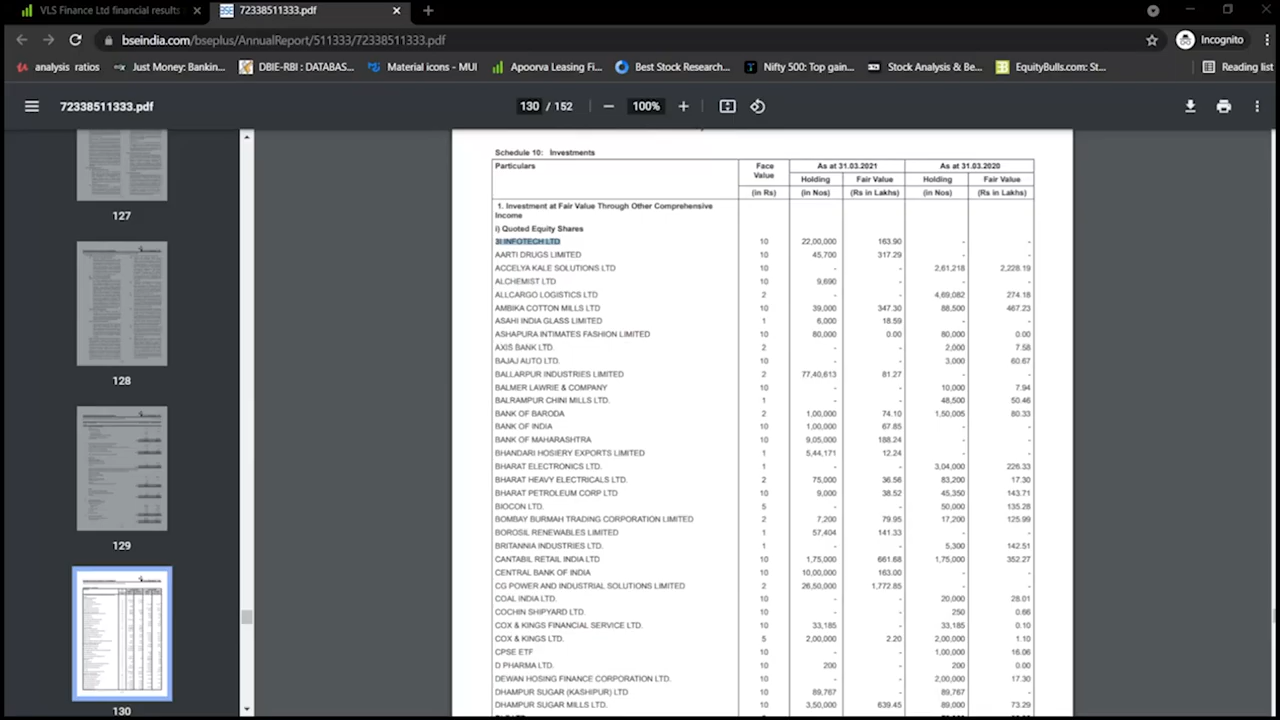 VLS Finance Ltd financial results
72338511333.pdf
bseindia.com/bseplus/AnnualReport/511333/72338511333.pdf
Incognito
analysis ratios
Just Money: Bankin...
DBIE-RBI : DATABAS...
Material icons - MUI
Apoorva Leasing Fi...
Best Stock Research...
Nifty 500: Top gain...
Stock Analysis & Be...
EquityBulls.com: St...
Reading list
72338511333.pdf
130 / 152
100%
127
128
129
130
Schedule 10: Investments
Particulars Face Value As at 31.03.2021 As at 31.03.2020
Holding Fair Value Holding Fair Value
(in Rs) (in Nos) (Rs in Lakhs) (in Nos) (Rs in Lakhs)
1. Investment at Fair Value Through Other Comprehensive
Income
i) Quoted Equity Shares
3I INFOTECH LTD 10 22,00,000 163.90 - -
AARTI DRUGS LIMITED 10 45,700 317.29 - -
ACCELYA KALE SOLUTIONS LTD 10 - - 2,61,218 2,228.19
ALCHEMIST LTD 10 9,690 - - -
ALLCARGO LOGISTICS LTD 2 - - 4,69,082 274.18
AMBIKA COTTON MILLS LTD 10 39,000 347.30 88,500 467.23
ASAHI INDIA GLASS LIMITED 1 6,000 18.59 - -
ASHAPURA INTIMATES FASHION LIMITED 10 80,000 0.00 80,000 0.00
AXIS BANK LTD. 2 - - 2,000 7.58
BAJAJ AUTO LTD. 10 - - 3,000 60.67
BALLARPUR INDUSTRIES LIMITED 2 77,40,613 81.27 - -
BALMER LAWRIE & COMPANY 10 - - 10,000 7.94
BALRAMPUR CHINI MILLS LTD. 1 - - 48,500 50.46
BANK OF BARODA 2 1,00,000 74.10 1,50,005 80.33
BANK OF INDIA 10 1,00,000 67.85 - -
BANK OF MAHARASHTRA 10 9,05,000 188.24 - -
BHANDARI HOSIERY EXPORTS LIMITED 1 5,44,171 12.24 - -
BHARAT ELECTRONICS LTD. 1 - - 3,04,000 226.33
BHARAT HEAVY ELECTRICALS LTD. 2 75,000 36.56 83,200 17.30
BHARAT PETROLEUM CORP LTD 10 9,000 38.52 45,350 143.71
BIOCON LTD. 5 - - 50,000 135.28
BOMBAY BURMAH TRADING CORPORATION LIMITED 2 7,200 79.95 17,200 125.99
BOROSIL RENEWABLES LIMITED 1 57,404 141.33 - -
BRITANNIA INDUSTRIES LTD. 1 - - 5,300 142.51
CANTABIL RETAIL INDIA LTD 10 1,75,000 661.68 1,75,000 352.27
CENTRAL BANK OF INDIA 10 10,00,000 163.00 - -
CG POWER AND INDUSTRIAL SOLUTIONS LIMITED 2 26,50,000 1,772.85 - -
COAL INDIA LTD. 10 - - 20,000 28.01
COCHIN SHIPYARD LTD. 10 - - 250 0.66
COX & KINGS FINANCIAL SERVICE LTD. 10 33,185 - 33,185 0.10
COX & KINGS LTD. 5 2,00,000 2.20 2,00,000 1.10
CPSE ETF 10 - - 1,00,000 16.06
D PHARMA LTD. 10 200 - 200 0.00
DEWAN HOSING FINANCE CORPORATION LTD. 10 - - 2,00,000 17.30
DHAMPUR SUGAR (KASHIPUR) LTD 10 89,767 - 89,767 -
DHAMPUR SUGAR MILLS LTD. 10 3,50,000 639.45 89,000 73.29